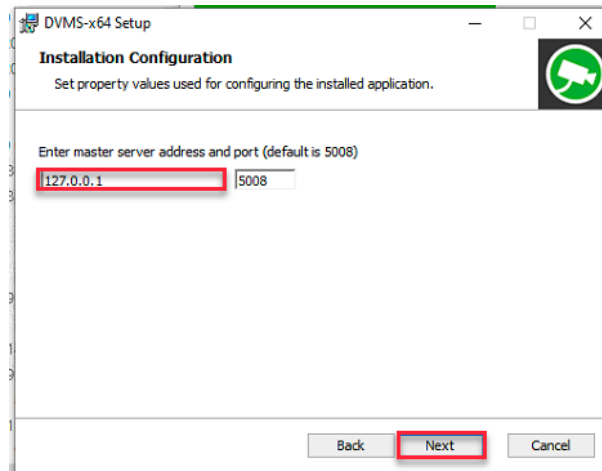 DVMS-x64 Setup
Installation Configuration
Set property values used for configuring the installed application.
Enter master server address and port (default is 5008)
127.0.0.1 5008
Back Next Cancel